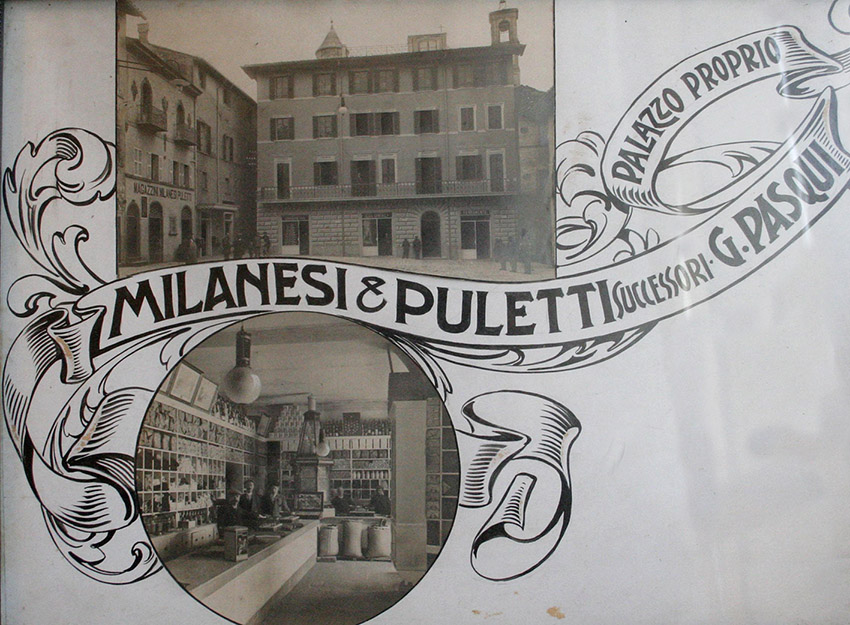 PALAZZO PROPRIO
MAGAZZINI MILANESI PULETTI
MILANESI & PULETTI SUCCESSORI· G. PASQUI